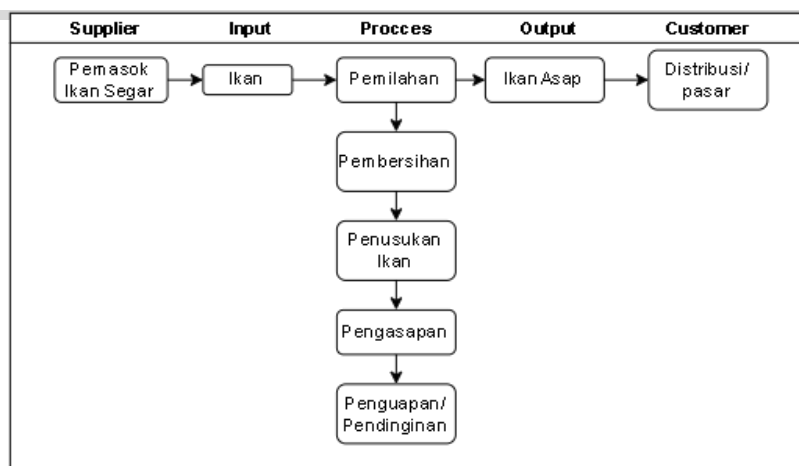 Supplier Input Procces Output Customer
Pemasok
Ikan Segar
Ikan
Pemilahan
Ikan Asap
Distribusi/
pasar
Pembersihan
Penusukan
Ikan
Pengasapan
Penguapan/
Pendinginan